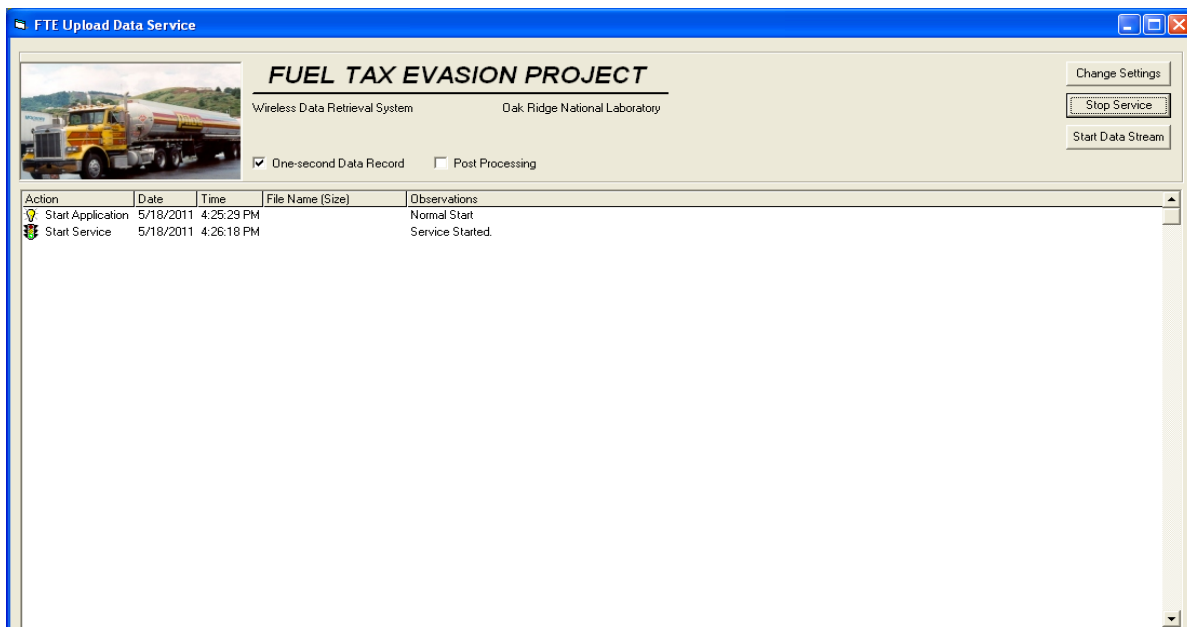 FTE Upload Data Service
FUEL TAX EVASION PROJECT
Wireless Data Retrieval System Oak Ridge National Laboratory
One-second Data Record Post Processing
Change Settings
Stop Service
Start Data Stream
Action Date Time File Name (Size) Observations
Start Application 5/18/2011 4:25:29 PM Normal Start
Start Service 5/18/2011 4:26:18 PM Service Started.